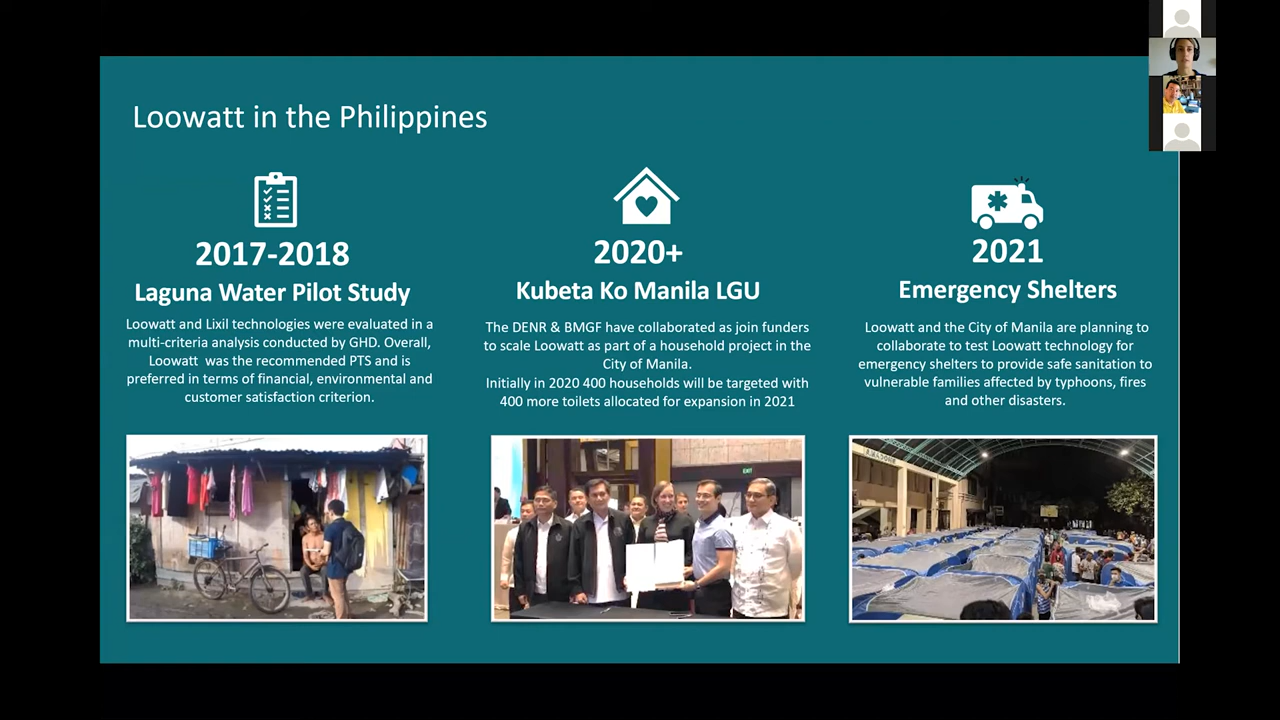 Loowatt in the Philippines
2017-2018
Laguna Water Pilot Study
Loowatt and Lixil technologies were evaluated in a
multi-criteria analysis conducted by GHD. Overall,
Loowatt was the recommended PTS and is
preferred in terms of financial, environmental and
customer satisfaction criterion.
2020+
Kubeta Ko Manila LGU
The DENR & BMGF have collaborated as join funders
to scale Loowatt as part of a household project in the
City of Manila.
Initially in 2020 400 households will be targeted with
400 more toilets allocated for expansion in 2021
2021
Emergency Shelters
Loowatt and the City of Manila are planning to
collaborate to test Loowatt technology for
emergency shelters to provide safe sanitation to
vulnerable families affected by typhoons, fires
and other disasters.
EXIT